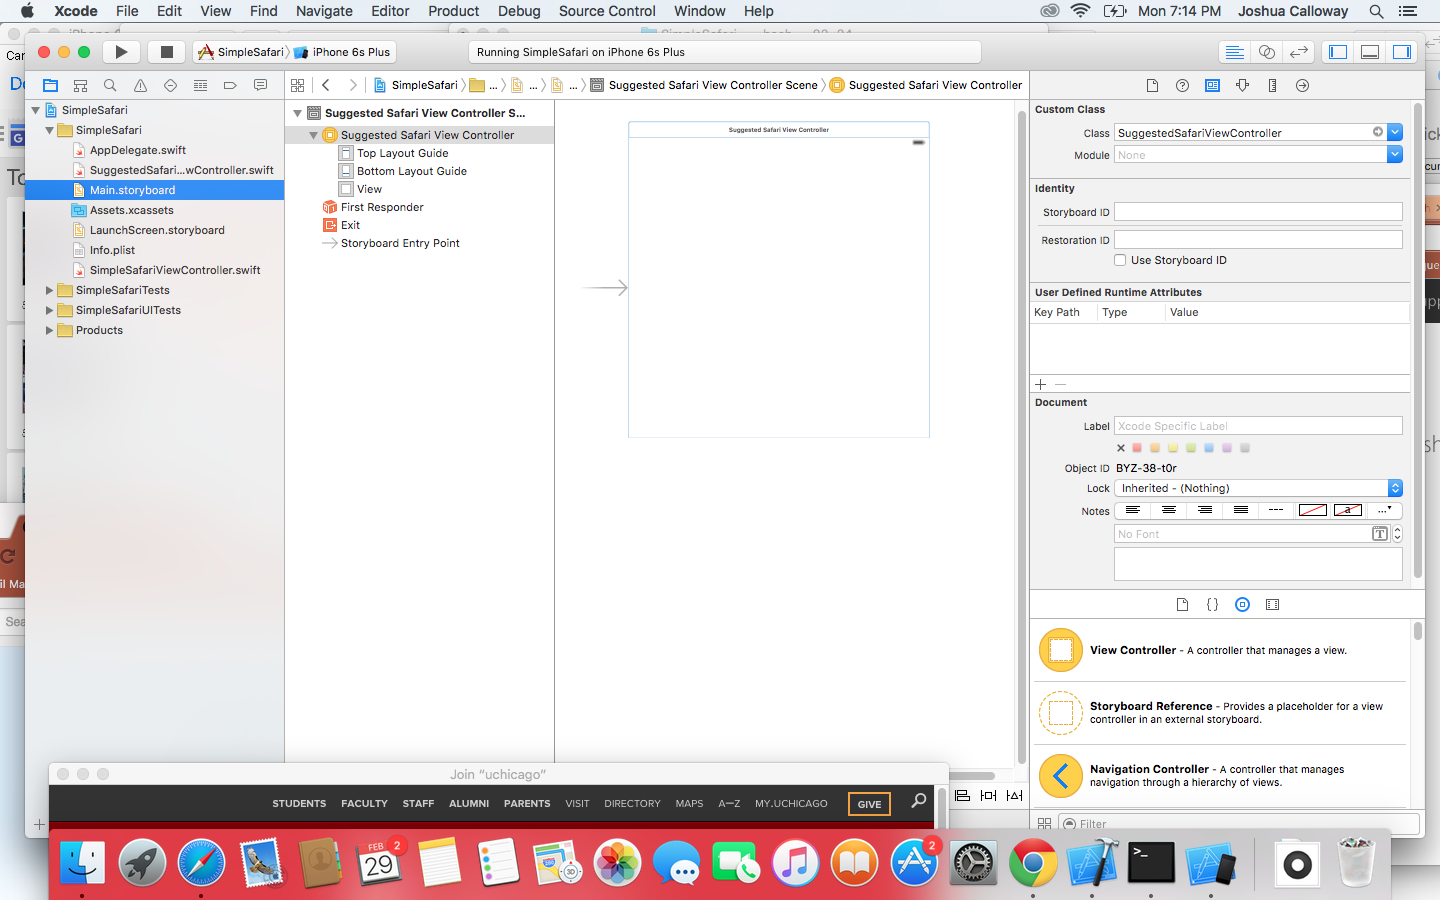 Xcode File Edit View Find Navigate Editor Product Debug Source Control Window Help Mon 7:14 PM Joshua Calloway
SimpleSafari iPhone 6s Plus
Running SimpleSafari on iPhone 6s Plus
SimpleSafari ... ... ... Suggested Safari View Controller Scene Suggested Safari View Controller
SimpleSafari
SimpleSafari
AppDelegate.swift
SuggestedSafari...wController.swift
Main.storyboard
Assets.xcassets
LaunchScreen.storyboard
Info.plist
SimpleSafariViewController.swift
SimpleSafariTests
SimpleSafariUITests
Products
Suggested Safari View Controller S...
Suggested Safari View Controller
Top Layout Guide
Bottom Layout Guide
View
First Responder
Exit
Storyboard Entry Point
Suggested Safari View Controller
Custom Class
Class SuggestedSafariViewController
Module None
Identity
Storyboard ID
Restoration ID
Use Storyboard ID
User Defined Runtime Attributes
Key Path Type Value
Document
Label Xcode Specific Label
Object ID BYZ-38-t0r
Lock Inherited - (Nothing)
Notes
No Font
View Controller - A controller that manages a view.
Storyboard Reference - Provides a placeholder for a view
controller in an external storyboard.
Navigation Controller - A controller that manages
navigation through a hierarchy of views.
Filter
Join “uchicago”
STUDENTS FACULTY STAFF ALUMNI PARENTS VISIT DIRECTORY MAPS A—Z MY.UCHICAGO GIVE
FEB
29
2
2
3D